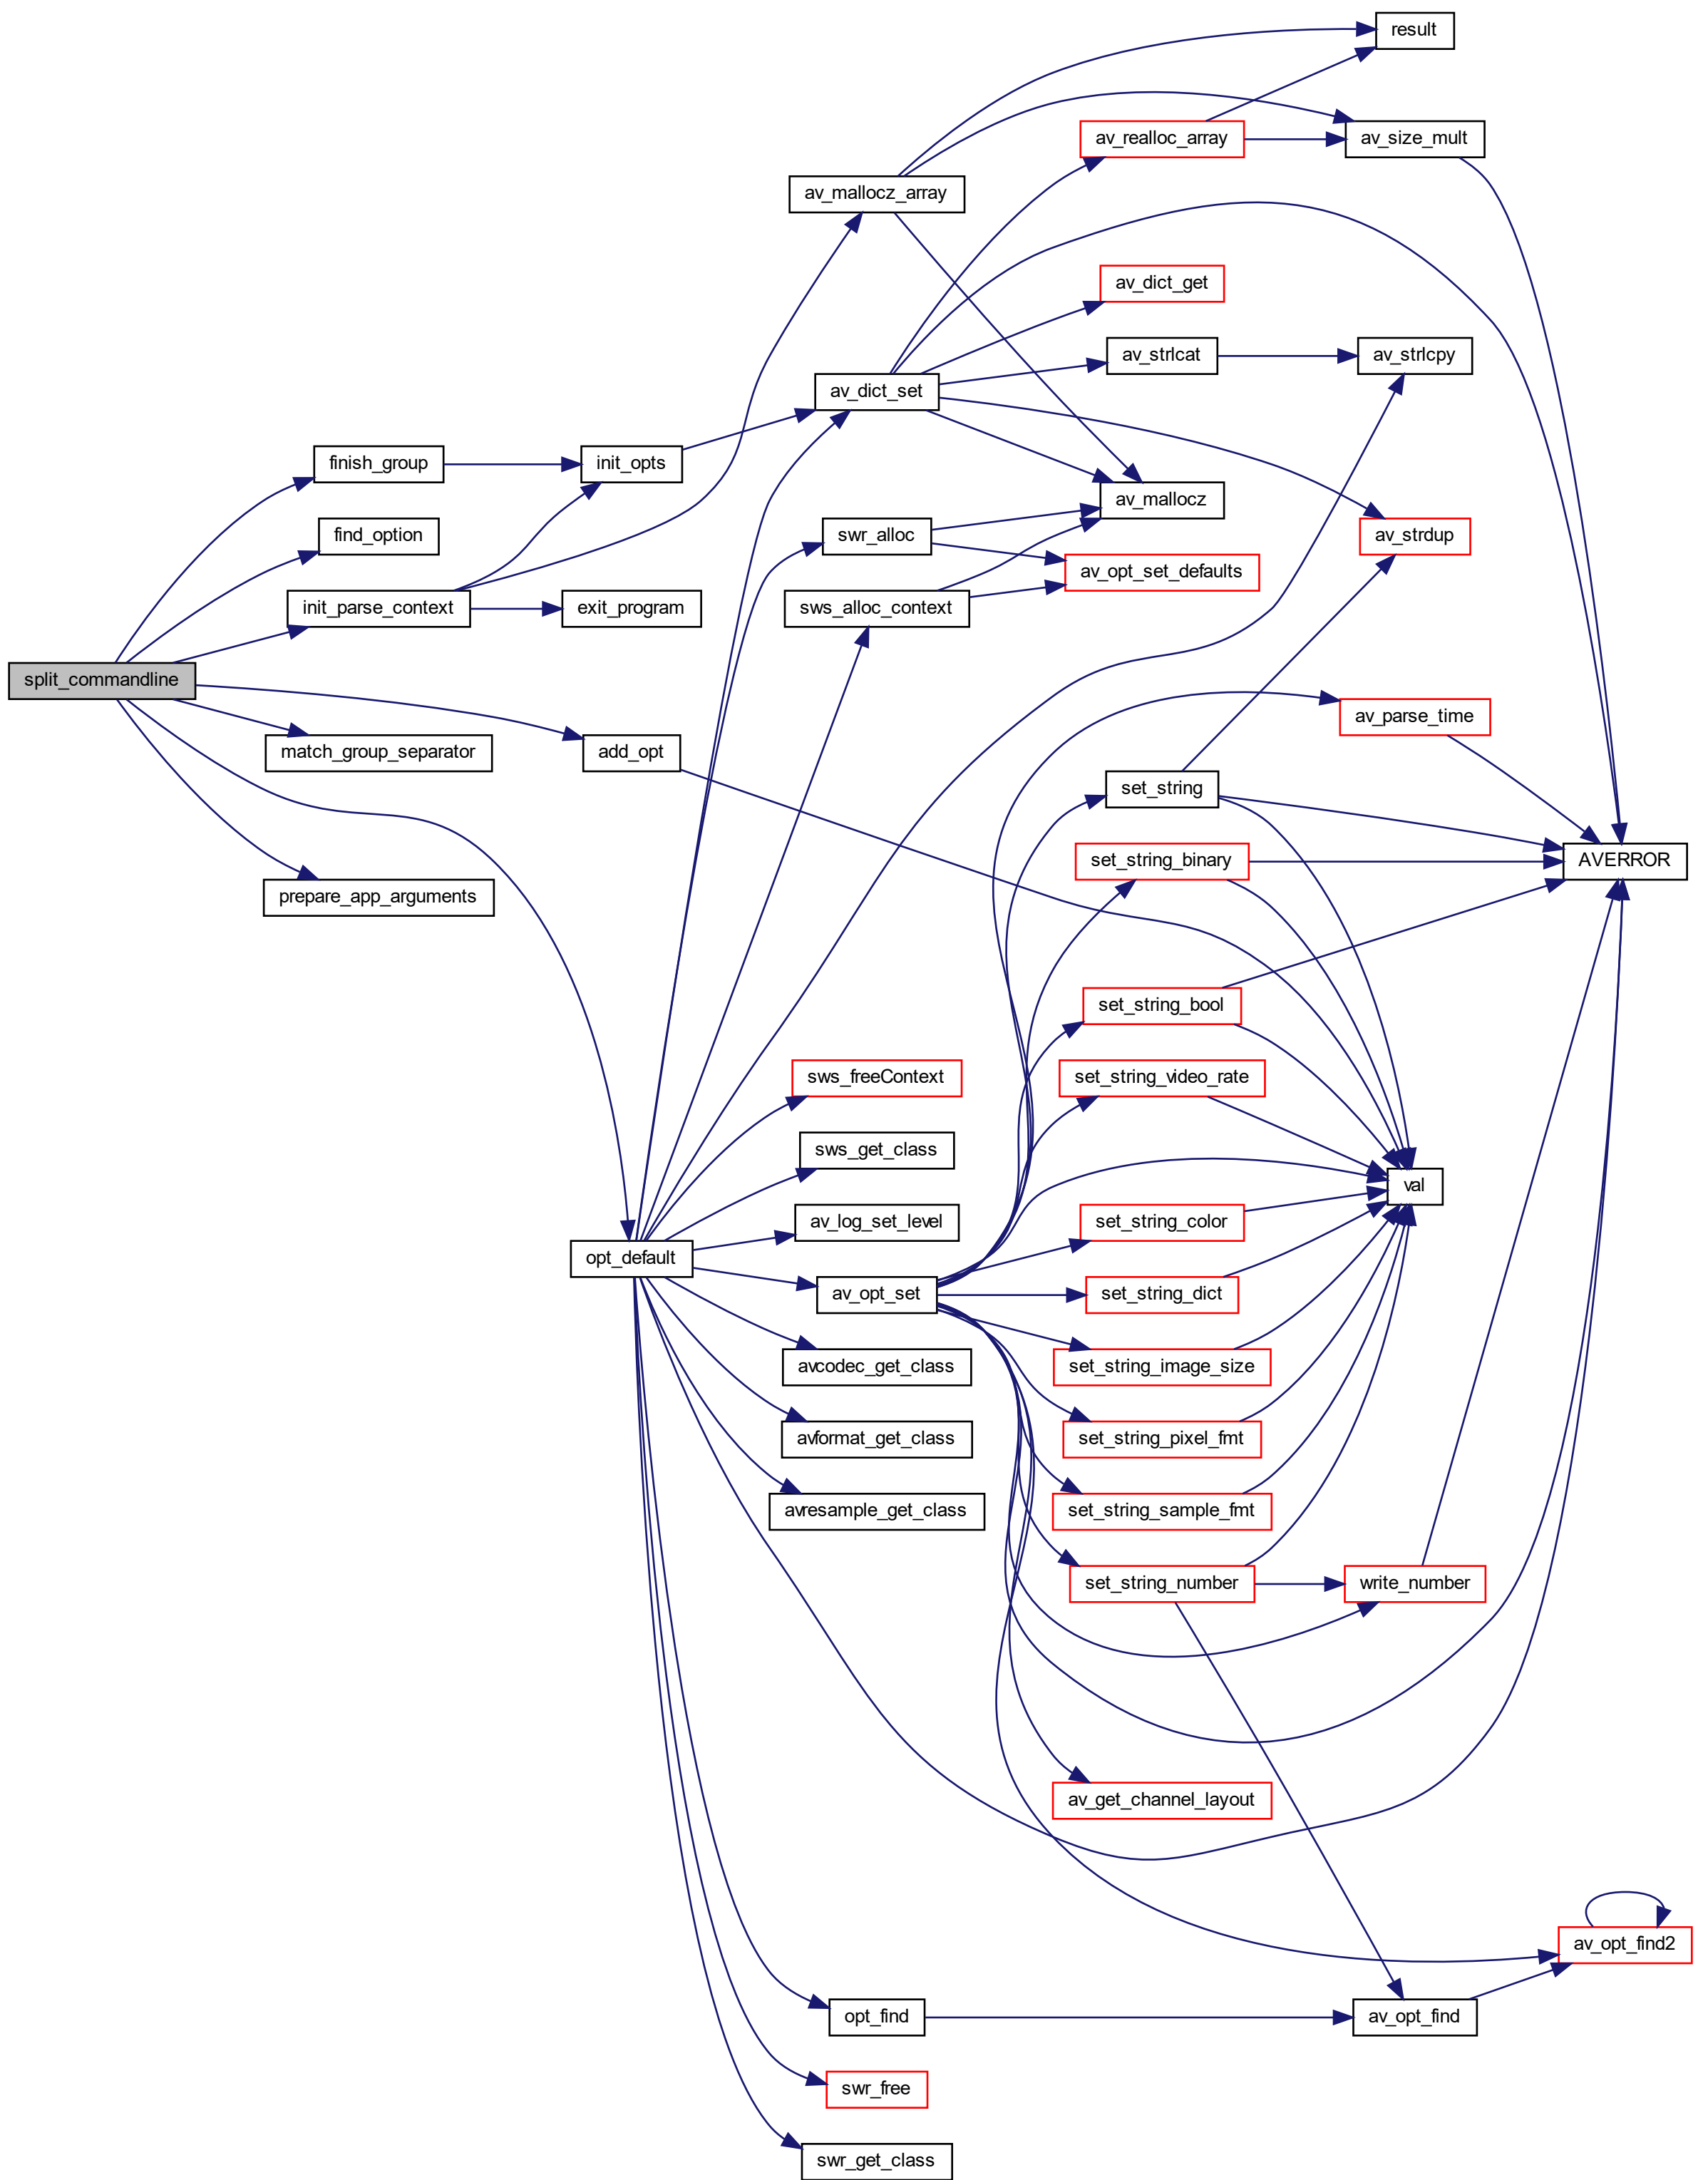 result
av_realloc_array
av_size_mult
av_mallocz_array
av_dict_get
av_strlcat
av_strlcpy
av_dict_set
finish_group
init_opts
av_mallocz
find_option
swr_alloc
av_strdup
av_opt_set_defaults
init_parse_context
exit_program
sws_alloc_context
split_commandline
av_parse_time
match_group_separator
add_opt
set_string
set_string_binary
AVERROR
prepare_app_arguments
set_string_bool
sws_freeContext
set_string_video_rate
sws_get_class
val
av_log_set_level
set_string_color
opt_default
av_opt_set
set_string_dict
avcodec_get_class
set_string_image_size
avformat_get_class
set_string_pixel_fmt
avresample_get_class
set_string_sample_fmt
set_string_number
write_number
av_get_channel_layout
av_opt_find2
opt_find
av_opt_find
swr_free
swr_get_class